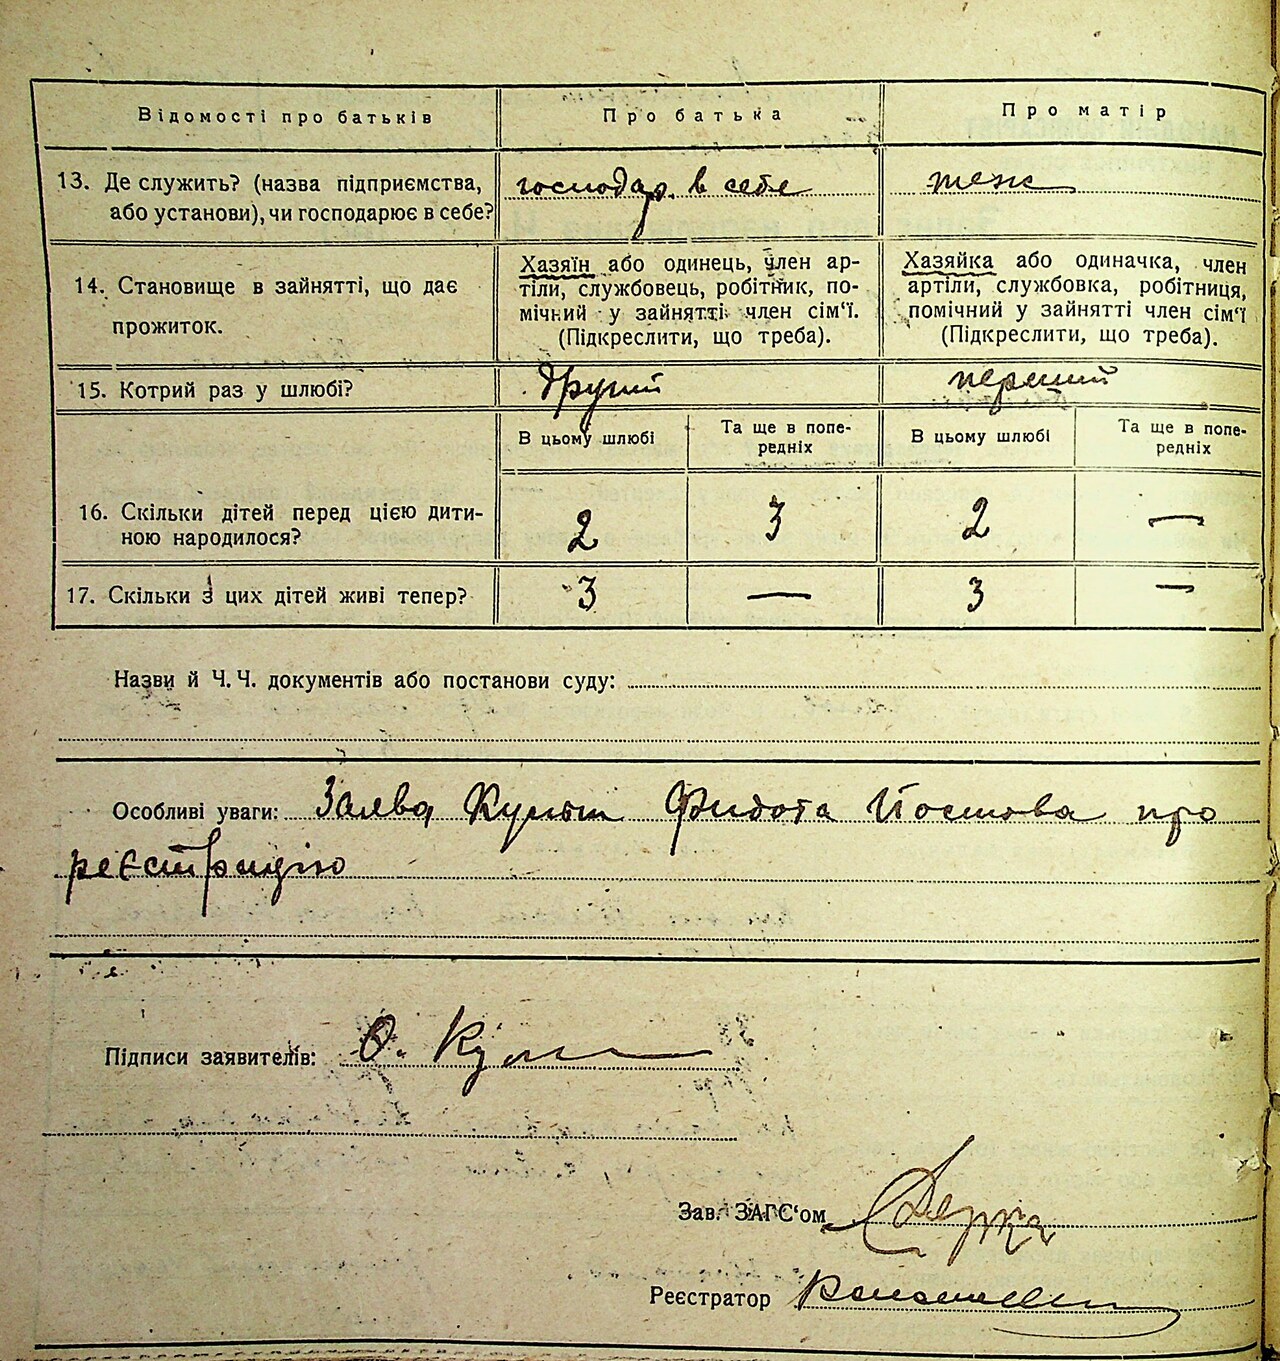 Відомості про батьків Про батька Про матір
13. Де служить? (назва підприємства, або установи), чи господарює в себе? господар. в себе теж
14. Становище в зайнятті, що дає прожиток.
Хазяїн або одинець, член ар-
тіли, службовець, робітник, по-
мічний у зайнятті член сім'ї.
(Підкреслити, що треба).
Хазяйка або одиначка, член
артіли, службовка, робітниця,
помічний у зайнятті член сім'ї
(Підкреслити, що треба).
15. Котрий раз у шлюбі? другий перший
В цьому шлюбі Та ще в попе-
редніх В цьому шлюбі Та ще в попе-
редніх
16. Скільки дітей перед цією дити-
ною народилося? 2 3 2 —
17. Скільки з цих дітей живі тепер? 3 — 3 —
Назви й Ч.Ч. документів або постанови суду:
Особливі уваги: Заява Федота про
реєстрацію
Підписи заявителів:
Зав. ЗАГС'ом
Реєстратор